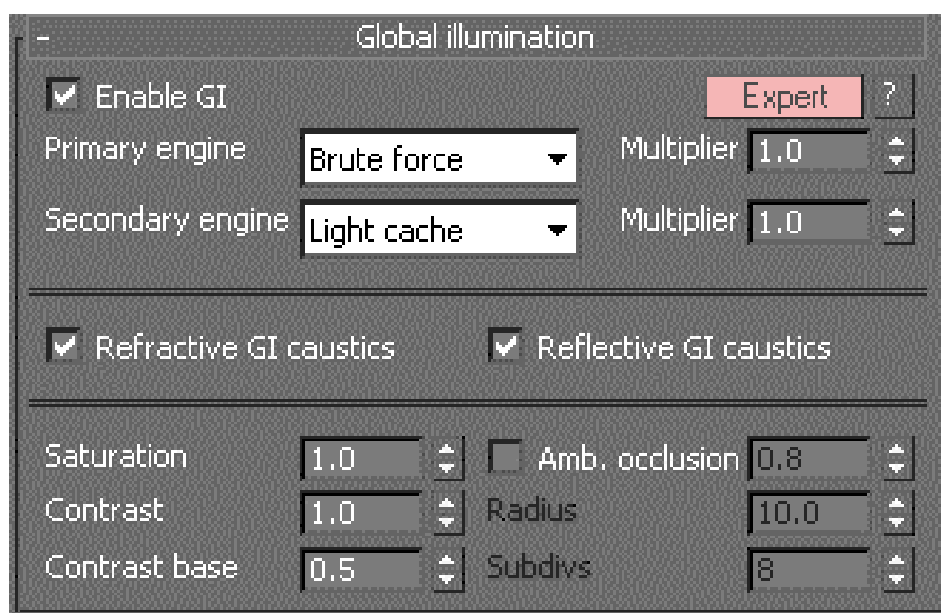 - Global illumination
Enable GI Expert ?
Primary engine Brute force Multiplier 1.0
Secondary engine Light cache Multiplier 1.0
Refractive GI caustics Reflective GI caustics
Saturation 1.0 Amb. occlusion 0.8
Contrast 1.0 Radius 10.0
Contrast base 0.5 Subdivs 8